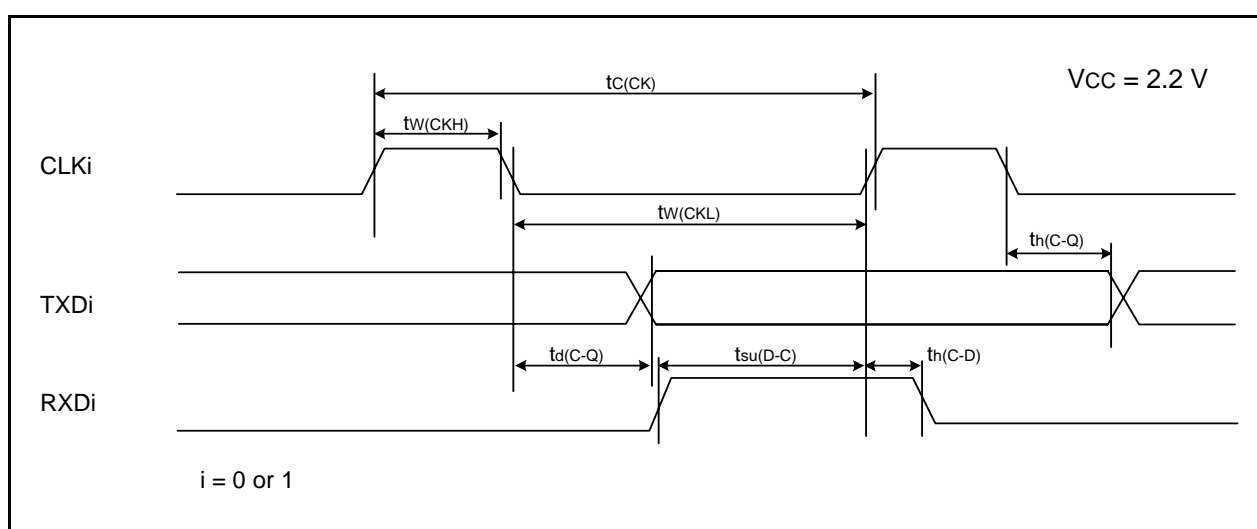 tC(CK)
VCC = 2.2 V
tW(CKH)
CLKi
tW(CKL)
th(C-Q)
TXDi
td(C-Q)
tsu(D-C)
th(C-D)
RXDi
i = 0 or 1